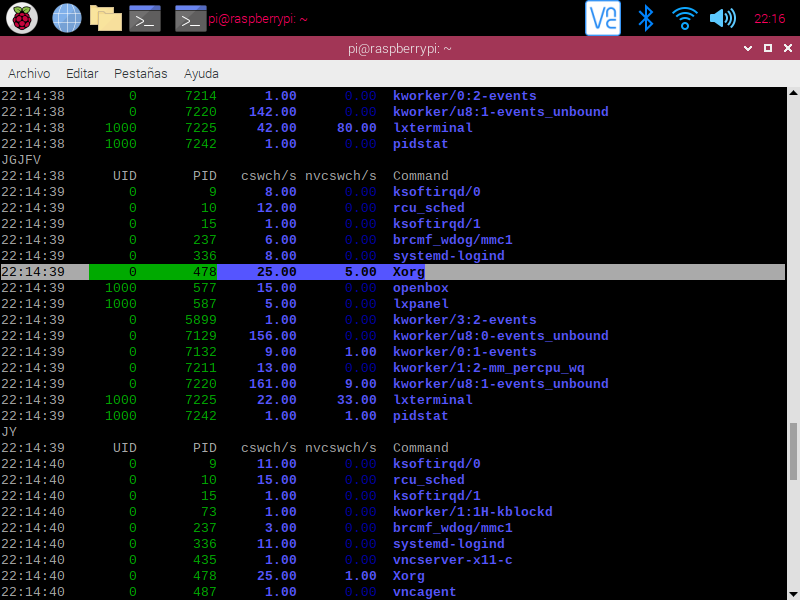 >_ >_ pi@raspberrypi: ~ 22:16
pi@raspberrypi: ~
Archivo Editar Pestañas Ayuda
22:14:38 0 7214 1.00 0.00 kworker/0:2-events
22:14:38 0 7220 142.00 0.00 kworker/u8:1-events_unbound
22:14:38 1000 7225 42.00 80.00 lxterminal
22:14:38 1000 7242 1.00 0.00 pidstat
JGJFV
22:14:38 UID PID cswch/s nvcswch/s Command
22:14:39 0 9 8.00 0.00 ksoftirqd/0
22:14:39 0 10 12.00 0.00 rcu_sched
22:14:39 0 15 1.00 0.00 ksoftirqd/1
22:14:39 0 237 6.00 0.00 brcmf_wdog/mmc1
22:14:39 0 336 8.00 0.00 systemd-logind
22:14:39 0 478 25.00 5.00 Xorg
22:14:39 1000 577 15.00 0.00 openbox
22:14:39 1000 587 5.00 0.00 lxpanel
22:14:39 0 5899 1.00 0.00 kworker/3:2-events
22:14:39 0 7129 156.00 0.00 kworker/u8:0-events_unbound
22:14:39 0 7132 9.00 1.00 kworker/0:1-events
22:14:39 0 7211 13.00 0.00 kworker/1:2-mm_percpu_wq
22:14:39 0 7220 161.00 9.00 kworker/u8:1-events_unbound
22:14:39 1000 7225 22.00 33.00 lxterminal
22:14:39 1000 7242 1.00 1.00 pidstat
JY
22:14:39 UID PID cswch/s nvcswch/s Command
22:14:40 0 9 11.00 0.00 ksoftirqd/0
22:14:40 0 10 15.00 0.00 rcu_sched
22:14:40 0 15 1.00 0.00 ksoftirqd/1
22:14:40 0 73 1.00 0.00 kworker/1:1H-kblockd
22:14:40 0 237 3.00 0.00 brcmf_wdog/mmc1
22:14:40 0 336 11.00 0.00 systemd-logind
22:14:40 0 435 1.00 0.00 vncserver-x11-c
22:14:40 0 478 25.00 1.00 Xorg
22:14:40 0 487 1.00 0.00 vncagent